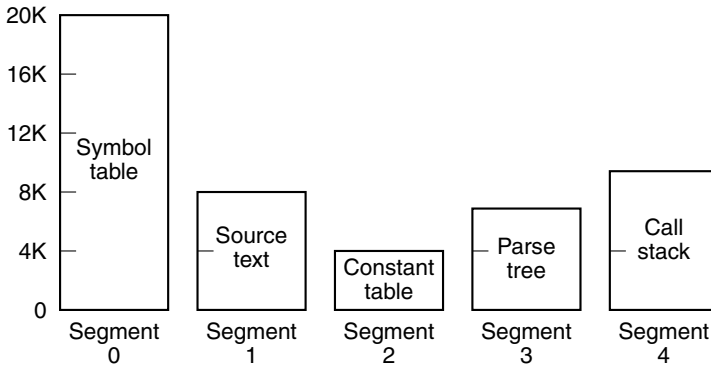 20K
16K
12K
8K
4K
0
Symbol
table
Source
text
Constant
table
Parse
tree
Call
stack
Segment
0
Segment
1
Segment
2
Segment
3
Segment
4